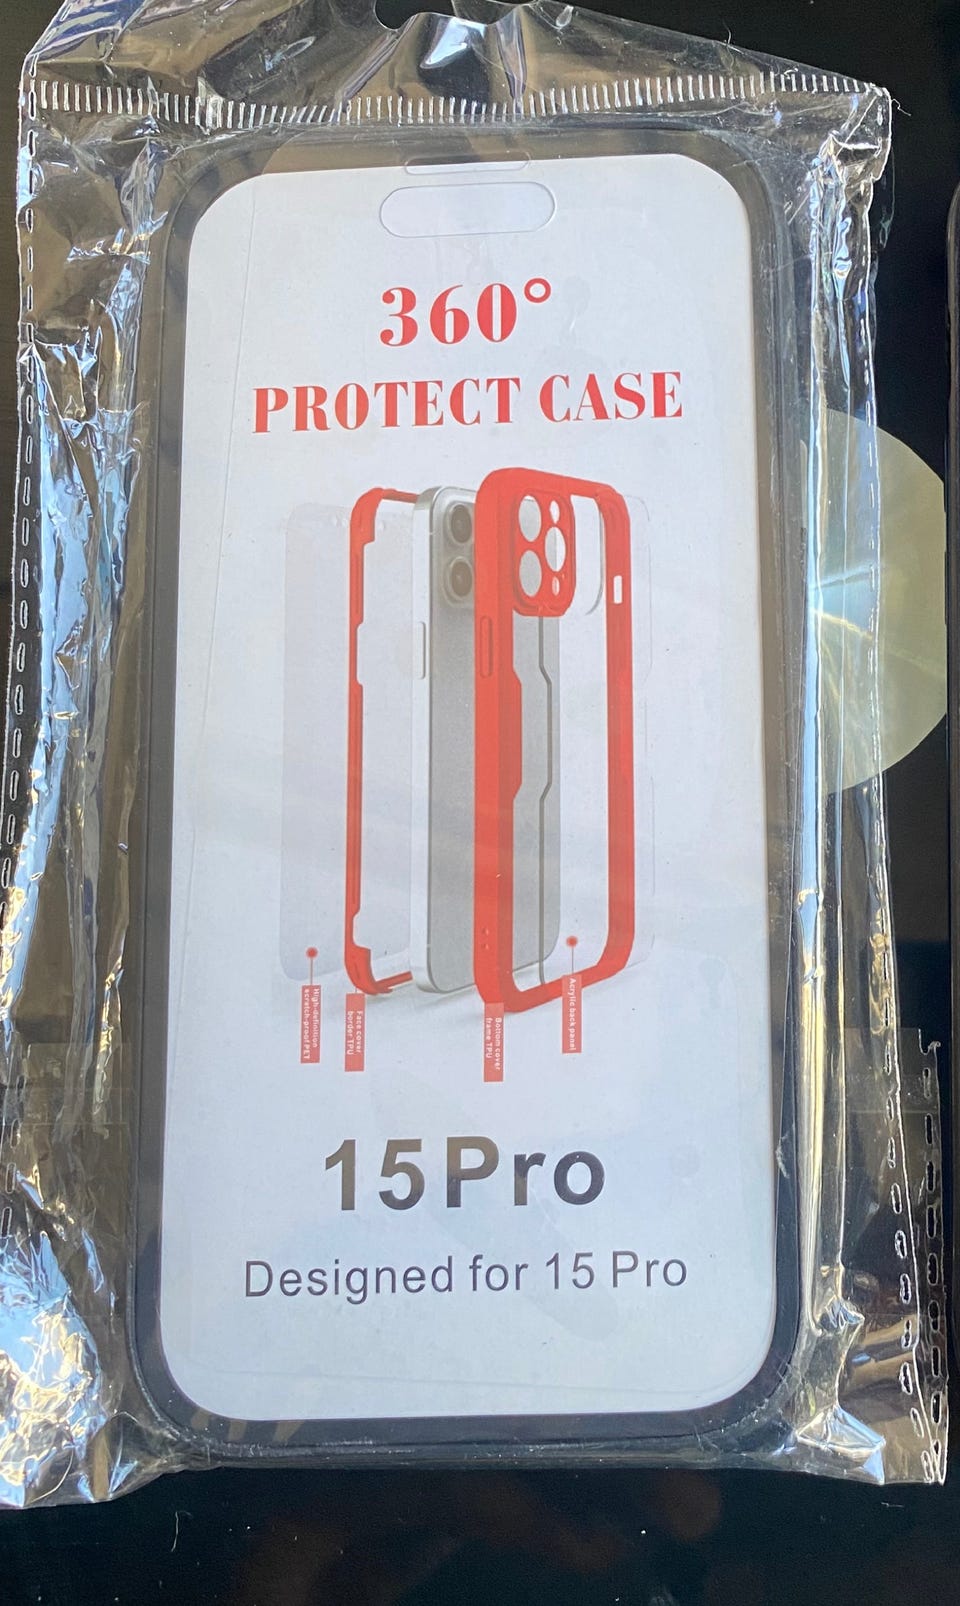 360°
PROTECT CASE
High-definition
scratch-proof PET
Face cover
border TPU
Bottom cover
frame TPU
Acrylic back panel
15Pro
Designed for 15 Pro